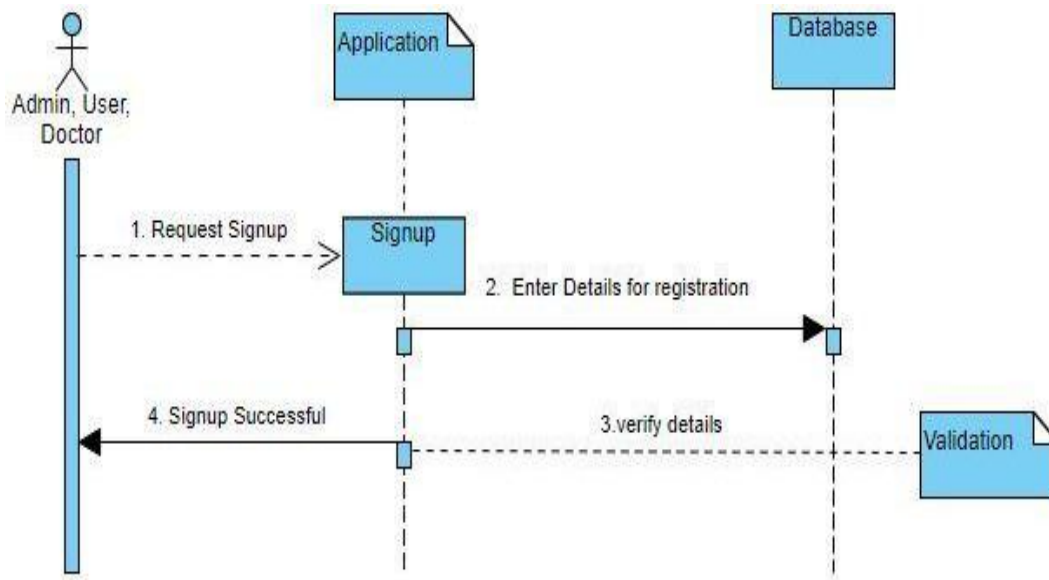 Application
Database
Admin, User,
Doctor
1. Request Signup
Signup
2. Enter Details for registration
4. Signup Successful
3.verify details
Validation